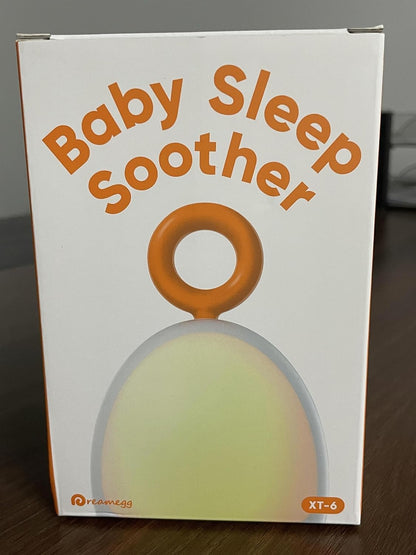 Baby Sleep
Soother
Dreamegg
XT-6